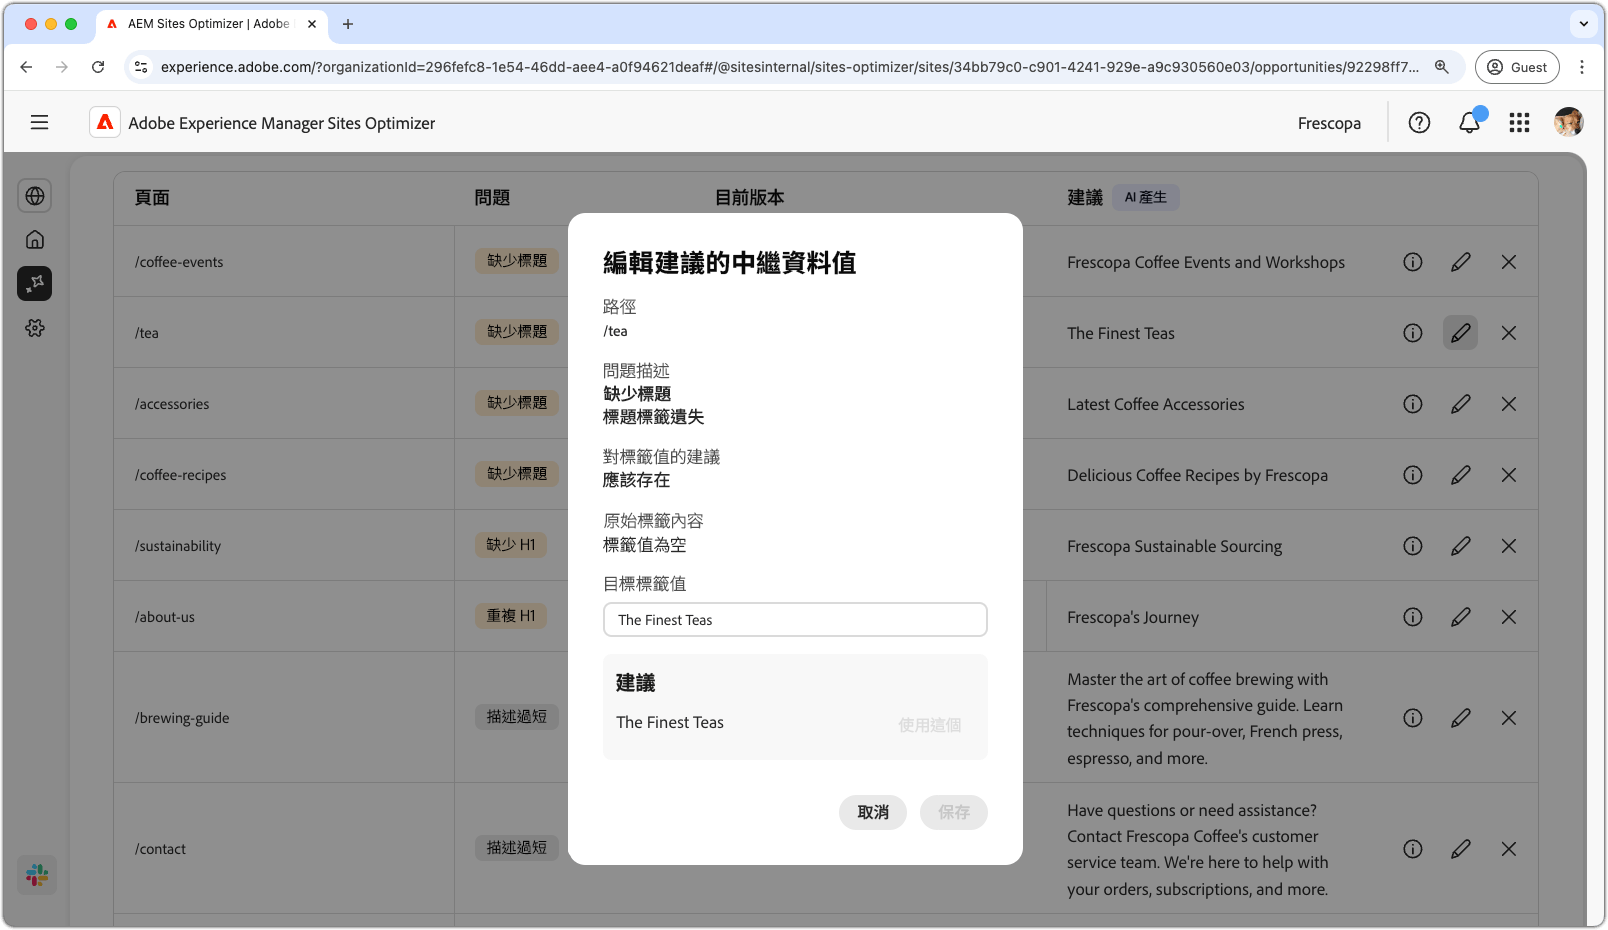 AEM Sites Optimizer | Adobe
experience.adobe.com/?organizationId=296fefc8-1e54-46dd-aee4-a0f94621deaf#/@sitesinternal/sites-optimizer/sites/34bb79c0-c901-4241-929e-a9c930560e03/opportunities/92298ff7...
Guest
Adobe Experience Manager Sites Optimizer
Frescopa
頁面
問題
目前版本
建議
AI 產生
/coffee-events
缺少標題
Frescopa Coffee Events and Workshops
/tea
缺少標題
The Finest Teas
/accessories
缺少標題
Latest Coffee Accessories
/coffee-recipes
缺少標題
Delicious Coffee Recipes by Frescopa
/sustainability
缺少 H1
Frescopa Sustainable Sourcing
/about-us
重複 H1
Frescopa's Journey
/brewing-guide
描述過短
Master the art of coffee brewing with
Frescopa's comprehensive guide. Learn
techniques for pour-over, French press,
espresso, and more.
/contact
描述過短
Have questions or need assistance?
Contact Frescopa Coffee's customer
service team. We're here to help with
your orders, subscriptions, and more.
編輯建議的中繼資料值
路徑
/tea
問題描述
缺少標題
標題標籤遺失
對標籤值的建議
應該存在
原始標籤內容
標籤值為空
目標標籤值
The Finest Teas
建議
The Finest Teas
使用這個
取消
保存